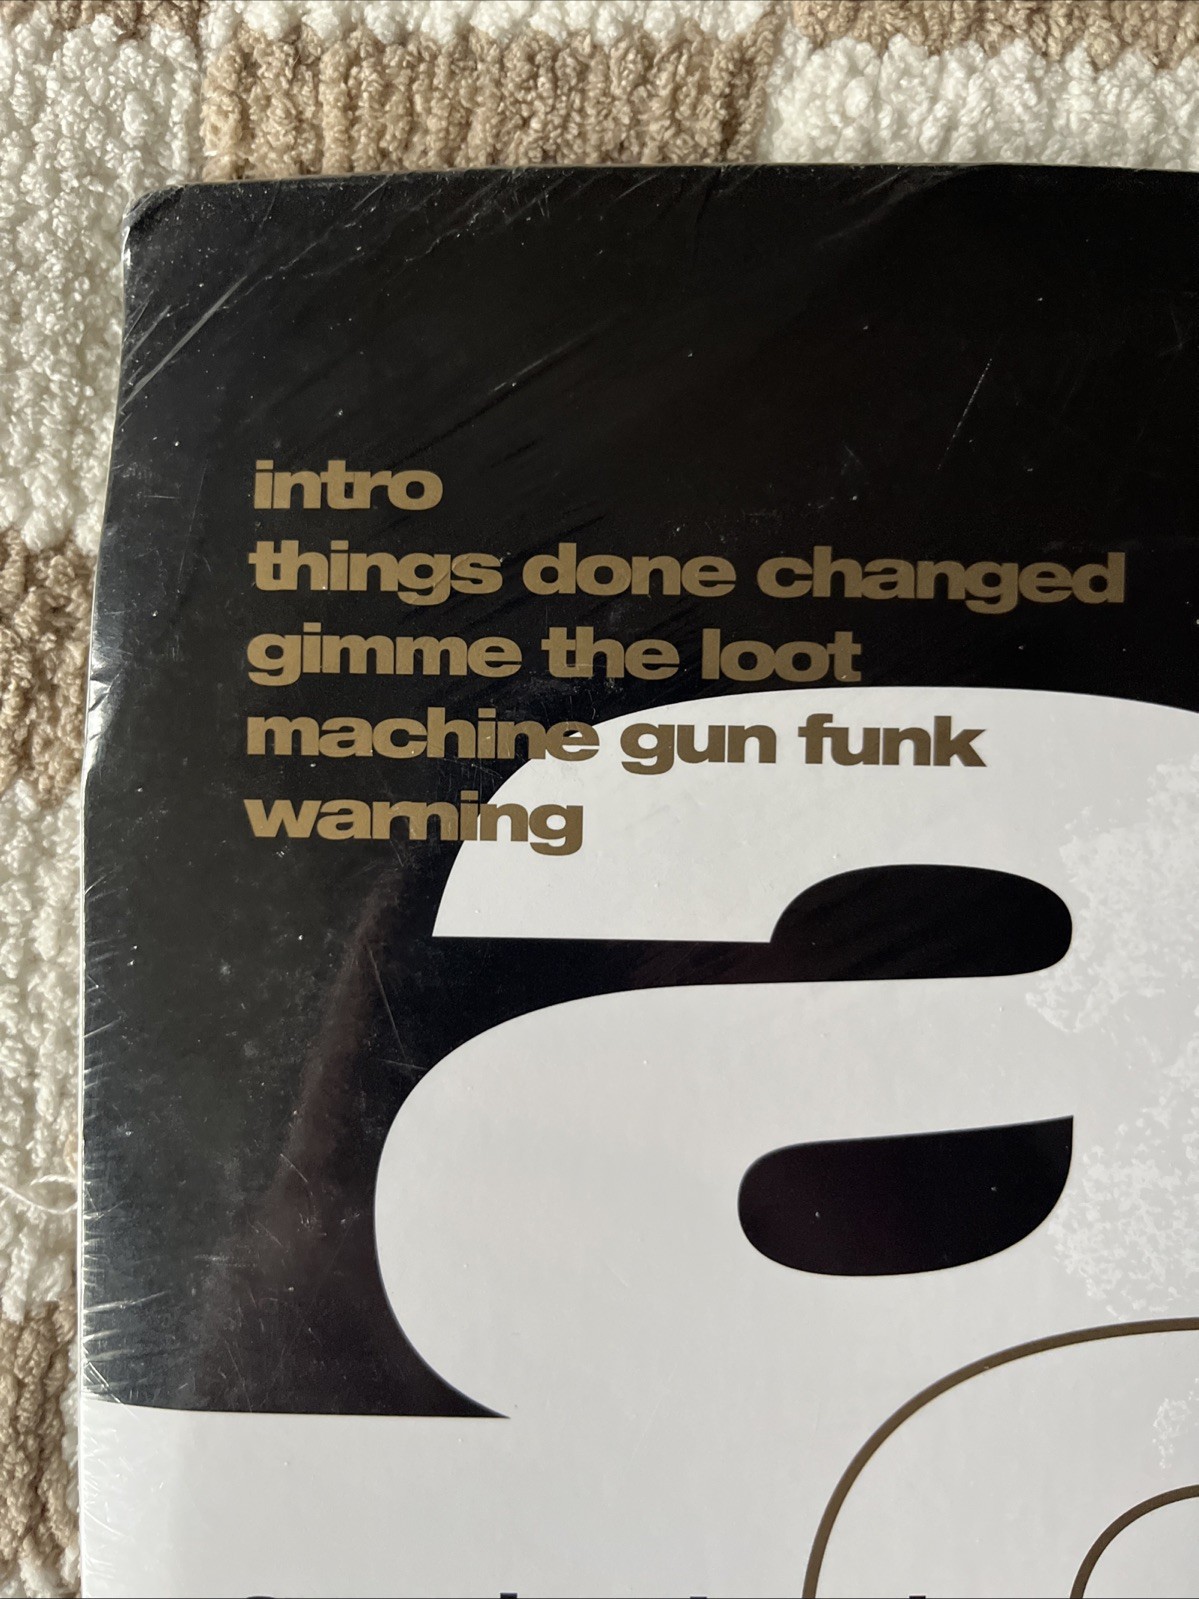 intro
things done changed
gimme the loot
machine gun funk
warning
a